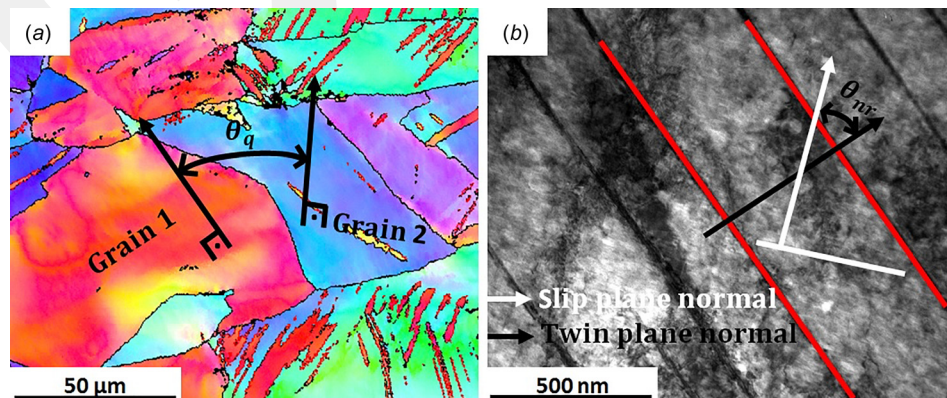 (a)
θq
Grain 1
Grain 2
50 μm
(b)
θnr
Slip plane normal
Twin plane normal
500 nm